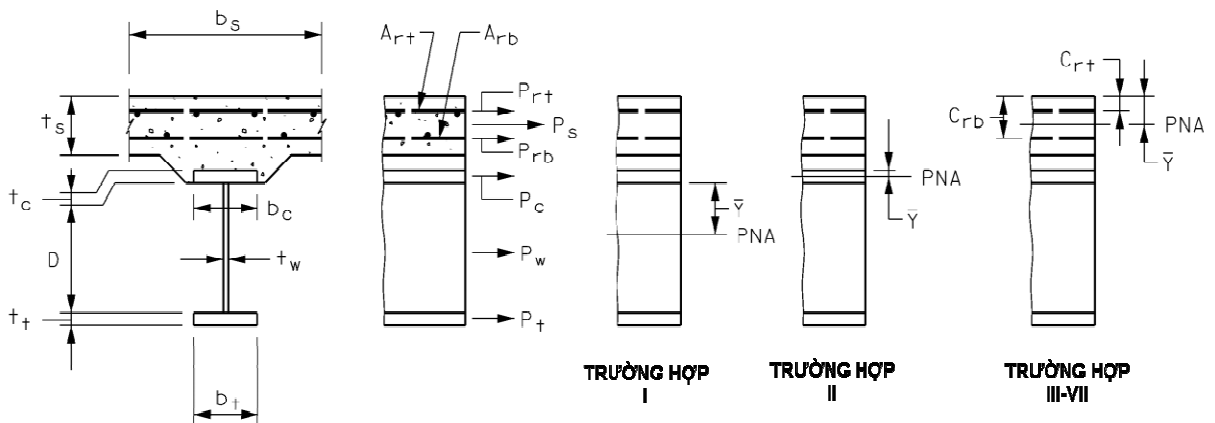 b_s
t_s
t_c
b_c
D
t_w
t_t
b_t
A_rt
A_rb
P_rt
P_s
P_rb
P_c
P_w
P_t
Ȳ
PNA
TRƯỜNG HỢP
I
PNA
Ȳ
TRƯỜNG HỢP
II
C_rt
C_rb
PNA
Ȳ
TRƯỜNG HỢP
III-VII